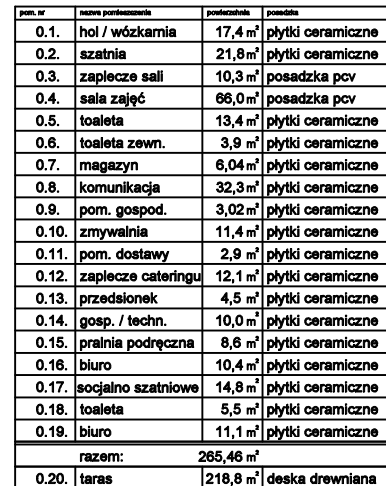 pom. nr nazwa pomieszczenia powierzchnia posadzka
0.1. hol / wózkarnia 17,4 m² płytki ceramiczne
0.2. szatnia 21,8 m² płytki ceramiczne
0.3. zaplecze sali 10,3 m² posadzka pcv
0.4. sala zajęć 66,0 m² posadzka pcv
0.5. toaleta 13,4 m² płytki ceramiczne
0.6. toaleta zewn. 3,9 m² płytki ceramiczne
0.7. magazyn 6,04 m² płytki ceramiczne
0.8. komunikacja 32,3 m² płytki ceramiczne
0.9. pom. gospod. 3,02 m² płytki ceramiczne
0.10. zmywalnia 11,4 m² płytki ceramiczne
0.11. pom. dostawy 2,9 m² płytki ceramiczne
0.12. zaplecze cateringu 12,1 m² płytki ceramiczne
0.13. przedsionek 4,5 m² płytki ceramiczne
0.14. gosp. / techn. 10,0 m² płytki ceramiczne
0.15. pralnia podręczna 8,6 m² płytki ceramiczne
0.16. biuro 10,4 m² płytki ceramiczne
0.17. socjalno szatniowe 14,8 m² płytki ceramiczne
0.18. toaleta 5,5 m² płytki ceramiczne
0.19. biuro 11,1 m² płytki ceramiczne
razem: 265,46 m²
0.20. taras 218,8 m² deska drewniana